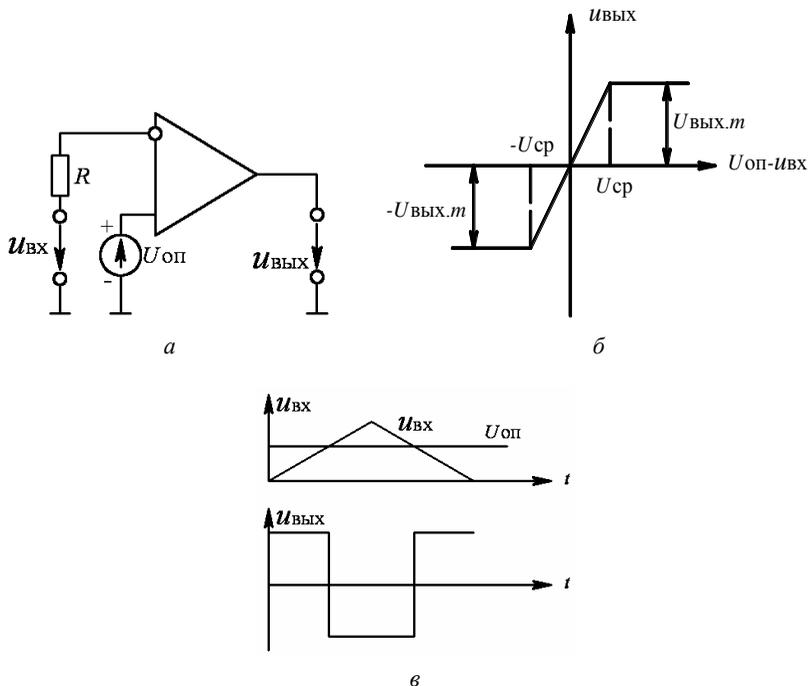 R
+
-
uвх
Uоп
uвых
а
uвых
-Uср
Uср
Uвых.m
-Uвых.m
Uоп-uвх
б
uвх
uвх
Uоп
t
uвых
t
в